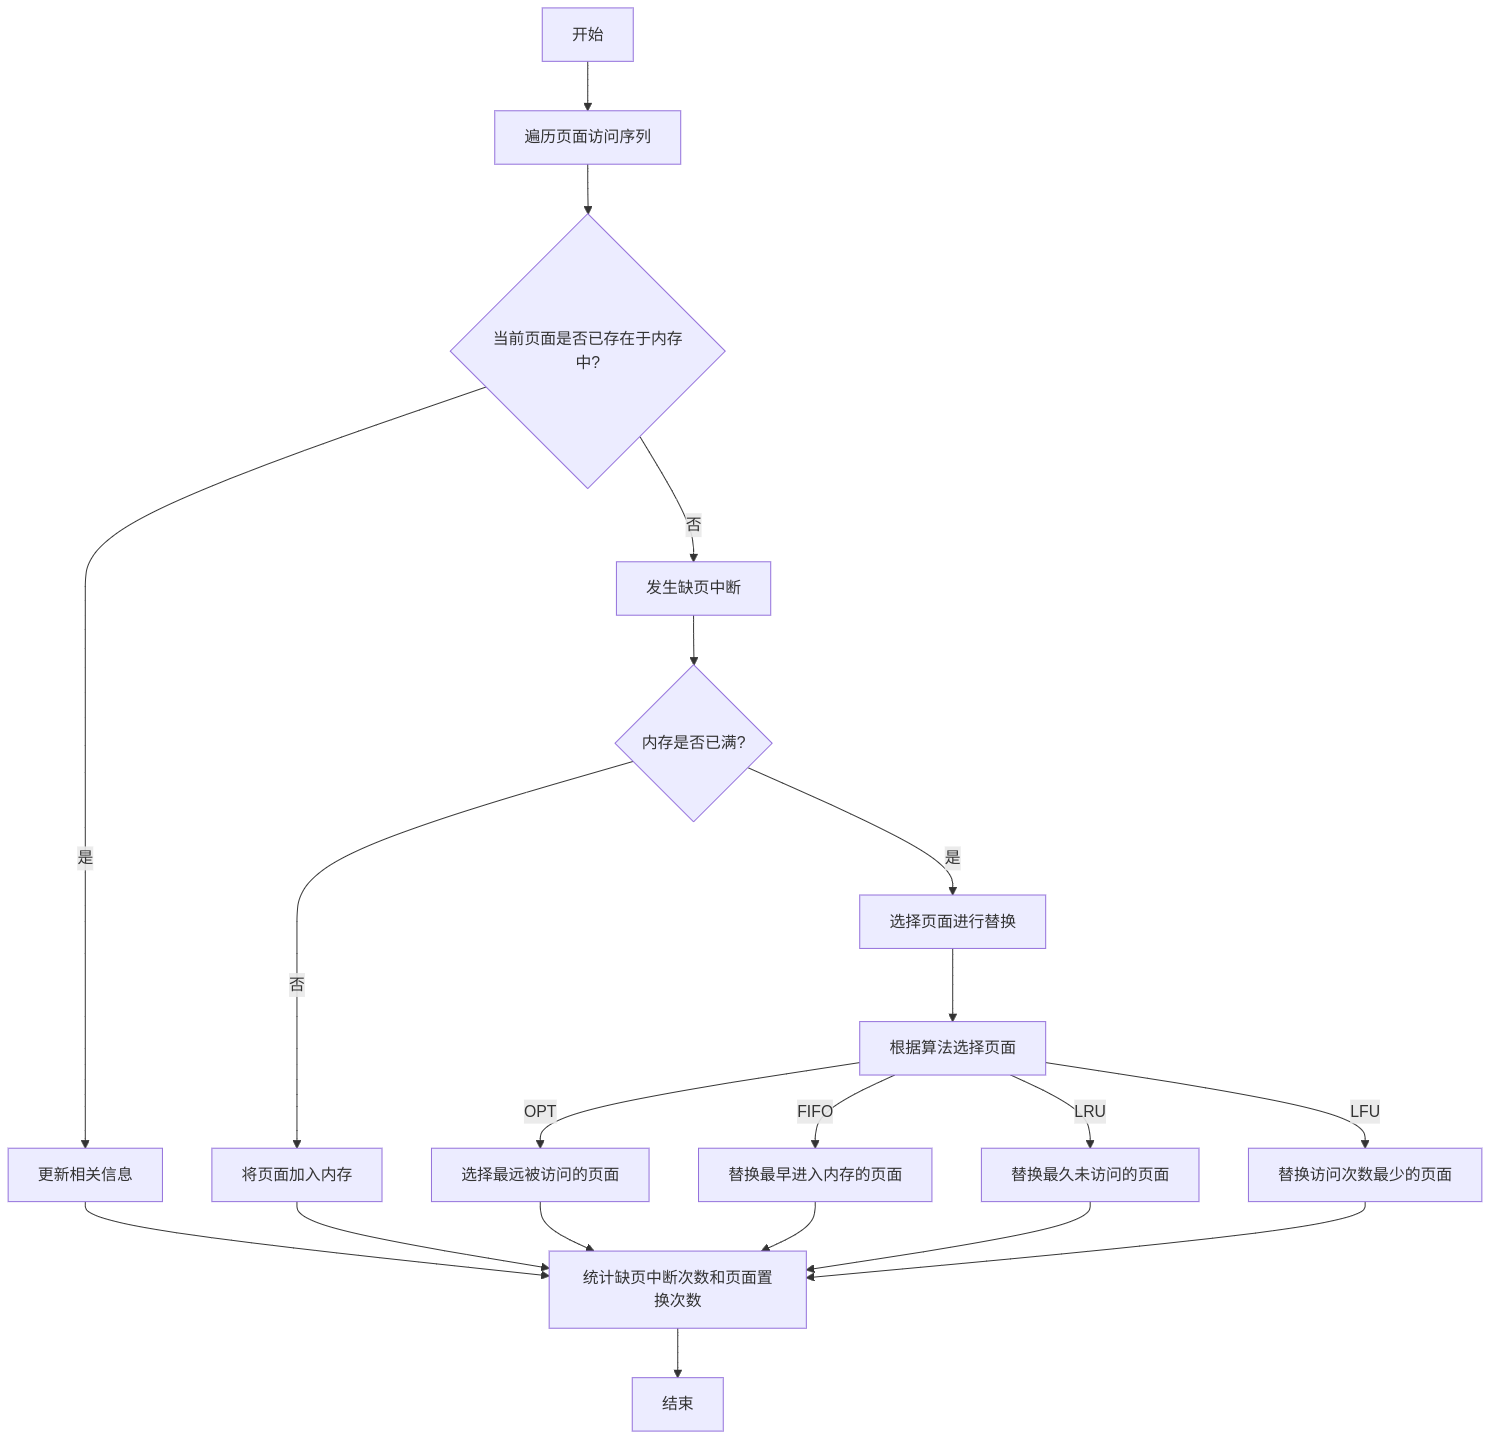 开始
遍历页面访问序列
当前页面是否已存在于内存
中?
否
发生缺页中断
内存是否已满?
是
是
选择页面进行替换
否
根据算法选择页面
OPT
FIFO
LRU
LFU
更新相关信息
将页面加入内存
选择最远被访问的页面
替换最早进入内存的页面
替换最久未访问的页面
替换访问次数最少的页面
统计缺页中断次数和页面置
换次数
结束